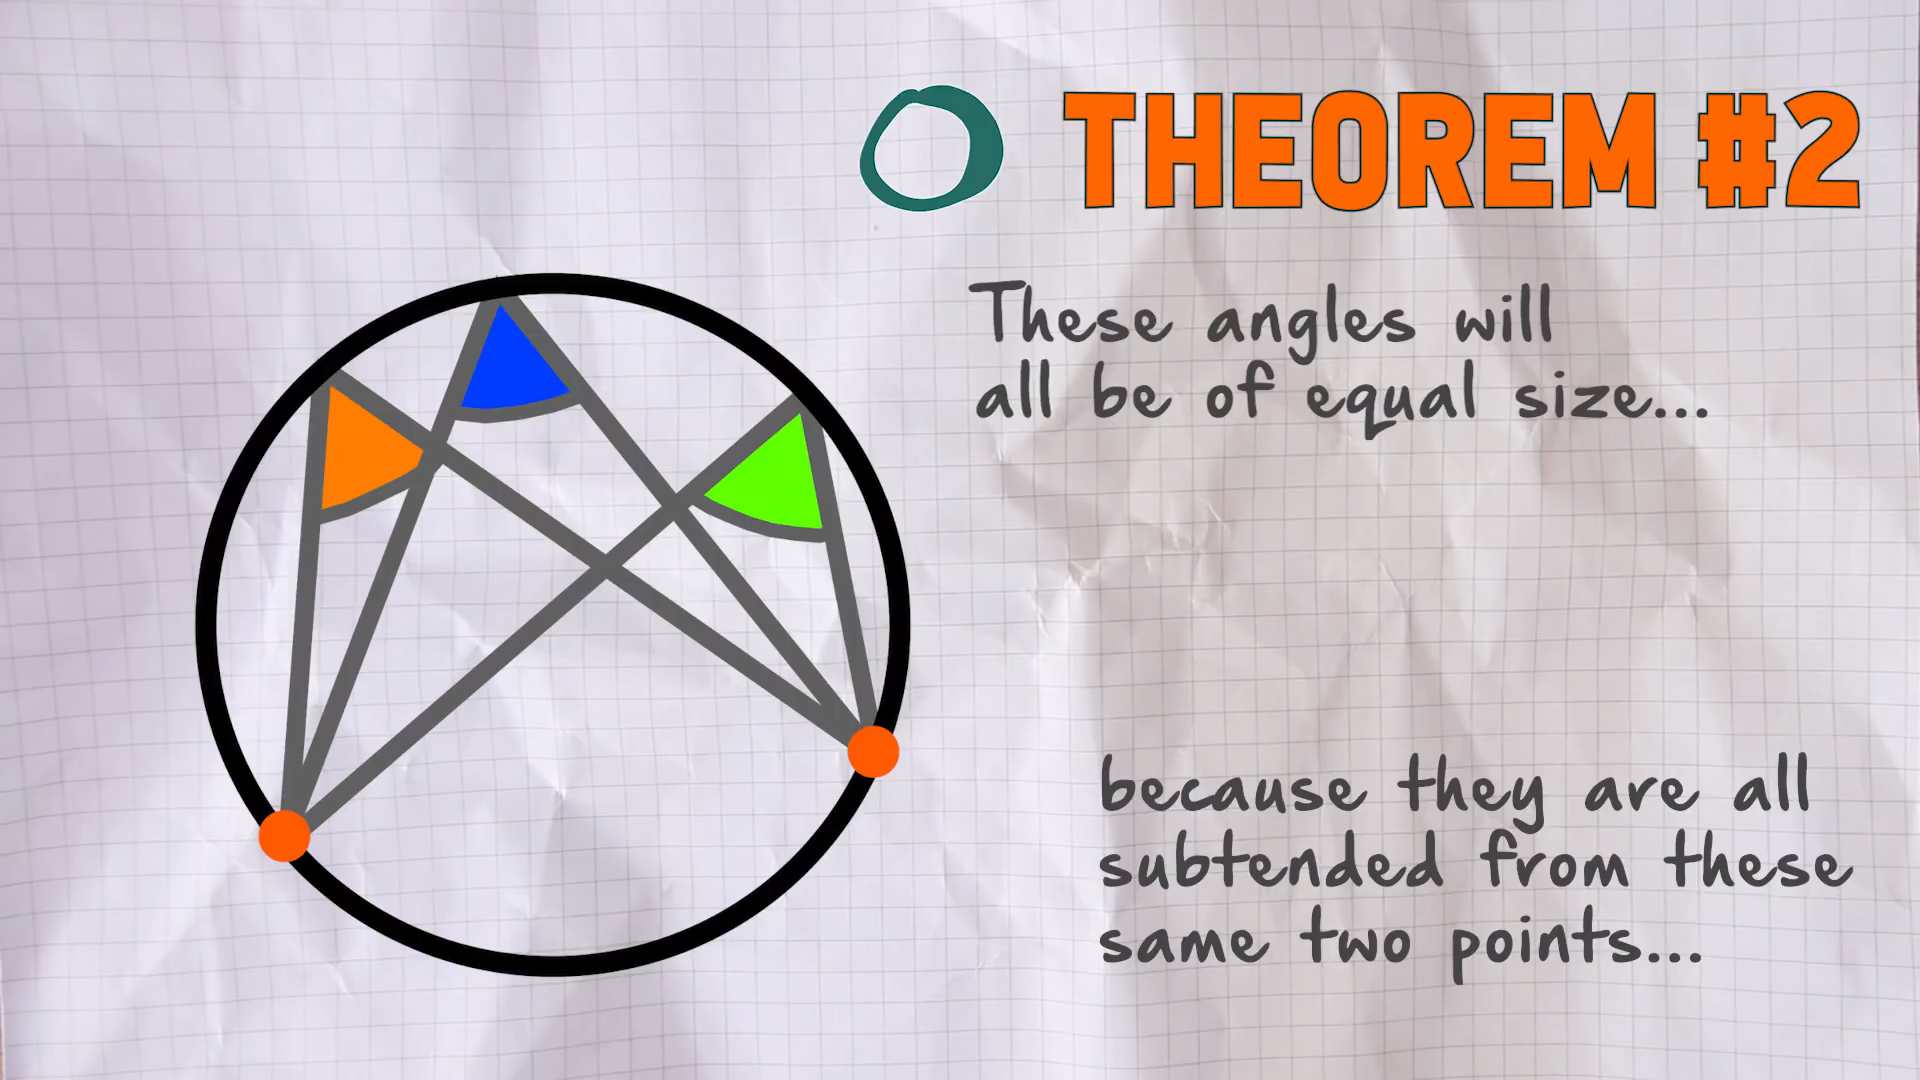 THEOREM #2
These angles will
all be of equal size...
because they are all
subtended from these
same two points...